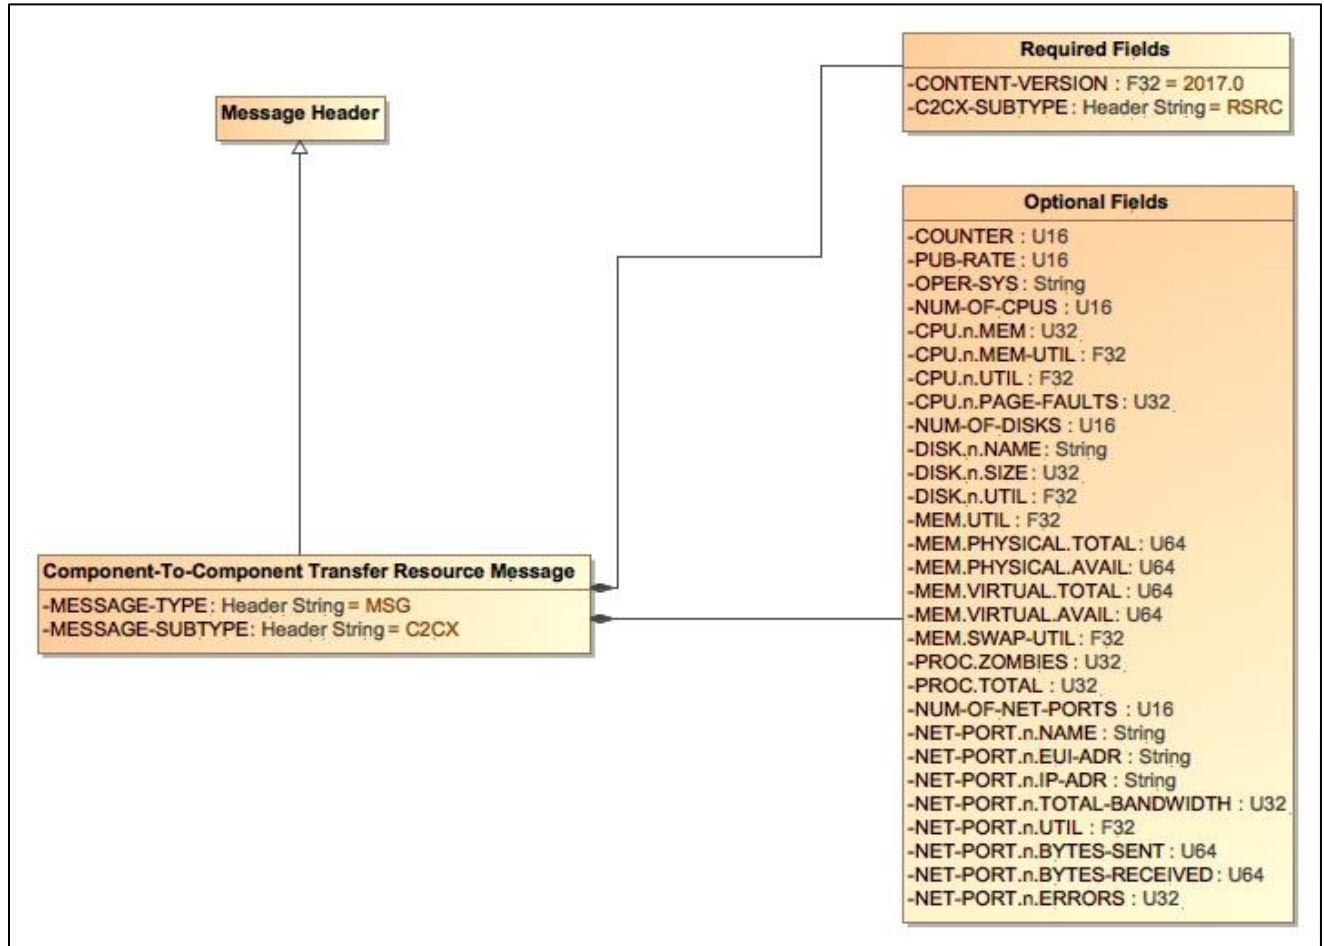 Message Header
Component-To-Component Transfer Resource Message
-MESSAGE-TYPE : Header String = MSG
-MESSAGE-SUBTYPE: Header String = C2CX
Required Fields
-CONTENT-VERSION : F32 = 2017.0
-C2CX-SUBTYPE : Header String = RSRC
Optional Fields
-COUNTER : U16
-PUB-RATE : U16
-OPER-SYS : String
-NUM-OF-CPUS : U16
-CPU.n.MEM : U32
-CPU.n.MEM-UTIL : F32
-CPU.n.UTIL : F32
-CPU.n.PAGE-FAULTS : U32
-NUM-OF-DISKS : U16
-DISK.n.NAME : String
-DISK.n.SIZE : U32
-DISK.n.UTIL : F32
-MEM.UTIL : F32
-MEM.PHYSICAL.TOTAL : U64
-MEM.PHYSICAL.AVAIL: U64
-MEM.VIRTUAL.TOTAL : U64
-MEM.VIRTUAL.AVAIL: U64
-MEM.SWAP-UTIL : F32
-PROC.ZOMBIES : U32
-PROC.TOTAL : U32
-NUM-OF-NET-PORTS : U16
-NET-PORT.n.NAME : String
-NET-PORT.n.EUI-ADR : String
-NET-PORT.n.IP-ADR : String
-NET-PORT.n.TOTAL-BANDWIDTH : U32
-NET-PORT.n.UTIL : F32
-NET-PORT.n.BYTES-SENT : U64
-NET-PORT.n.BYTES-RECEIVED : U64
-NET-PORT.n.ERRORS : U32